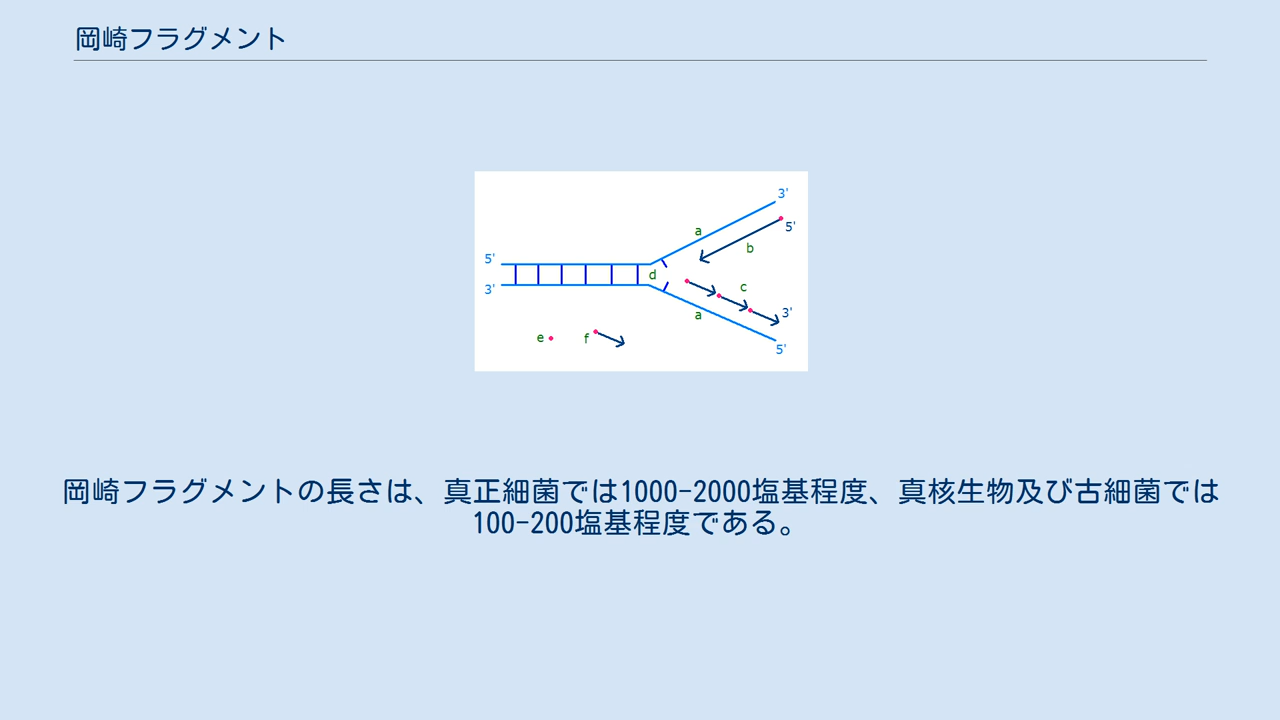 岡崎フラグメント
3'
5'
a
b
5'
d
3'
c
3'
a
e
f
5'
岡崎フラグメントの長さは、真正細菌では1000-2000塩基程度、真核生物及び古細菌では
100-200塩基程度である。